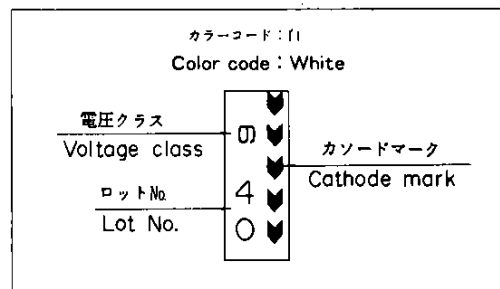 カラーコード：白
Color code : White
電圧クラス
Voltage class
ロットNo.
Lot No.
カソードマーク
Cathode mark
4
0